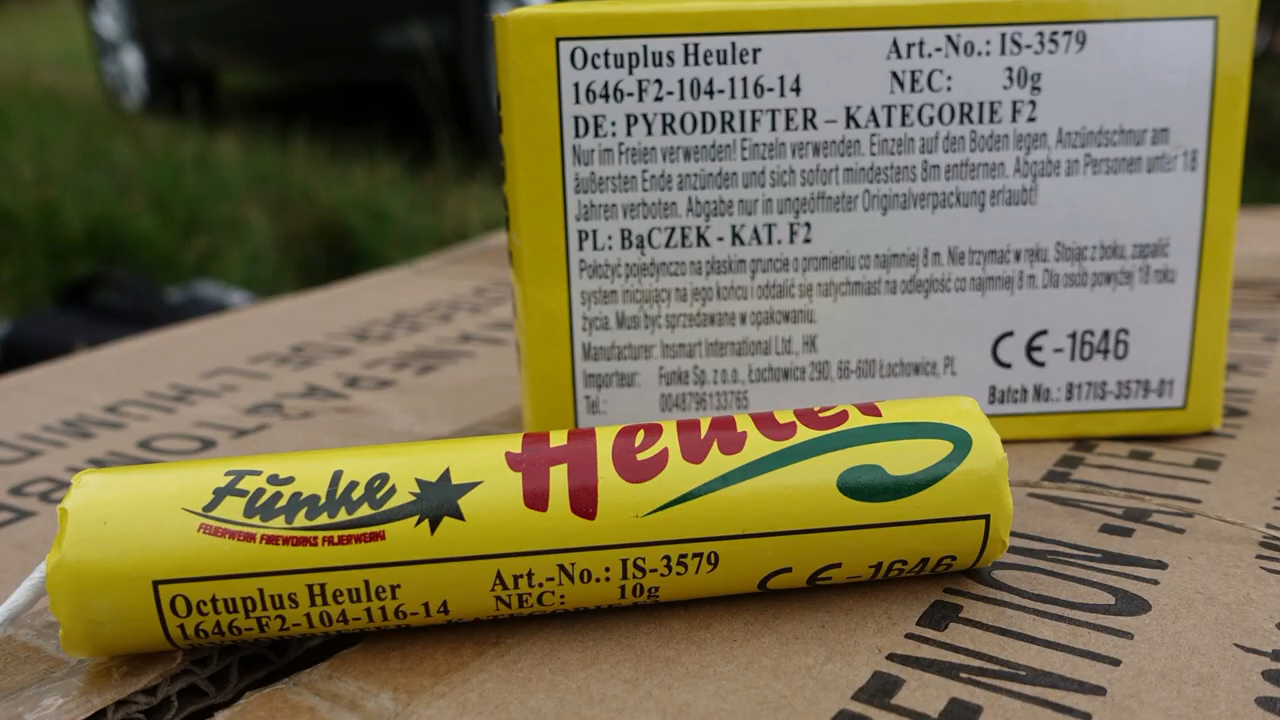 Octuplus Heuler Art.-No.: IS-3579
1646-F2-104-116-14 NEC: 30g
DE: PYRODRIFTER – KATEGORIE F2
Nur im Freien verwenden! Einzeln verwenden. Einzeln auf den Boden legen, Anzündschnur am
äußersten Ende anzünden und sich sofort mindestens 8m entfernen. Abgabe an Personen unter 18
Jahren verboten. Abgabe nur in ungeöffneter Originalverpackung erlaubt!
PL: BąCZEK - KAT. F2
Położyć pojedynczo na płaskim gruncie o promieniu co najmniej 8 m. Nie trzymać w ręku. Stojąc z boku, zapalić
system inicjujący na jego końcu i oddalić się natychmiast na odległość co najmniej 8 m. Dla osób powyżej 18 roku
życia. Musi być sprzedawane w opakowaniu.
Manufacturer: Insmart International Ltd., HK
Importeur: Funke Sp. z o.o., Łochowice 29D, 66-600 Łochowice, PL
Tel.: 0048796133765
CE-1646
Batch No.: B17IS-3579-01
Heuler
Funke
FEUERWERK FIREWORKS FAJERWERKI
Octuplus Heuler Art.-No.: IS-3579
1646-F2-104-116-14 NEC: 10g
CE-1646
PYRODRIFTER - KATEGORIE F2
DE L'HUMID